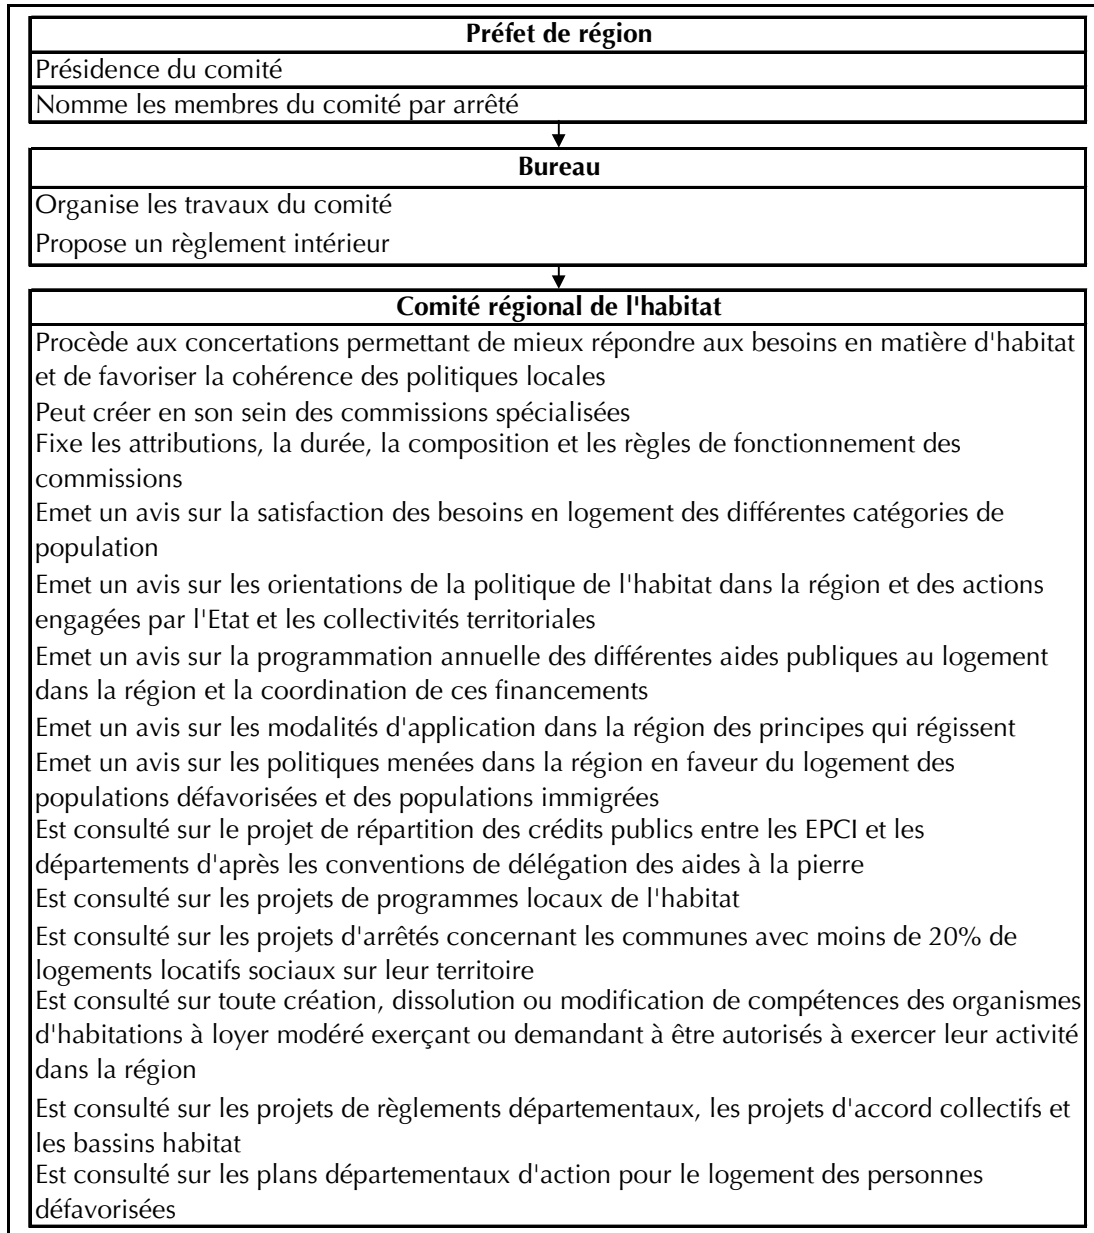 Préfet de région
Présidence du comité
Nomme les membres du comité par arrêté
Bureau
Organise les travaux du comité
Propose un règlement intérieur
Comité régional de l'habitat
Procède aux concertations permettant de mieux répondre aux besoins en matière d'habitat
et de favoriser la cohérence des politiques locales
Peut créer en son sein des commissions spécialisées
Fixe les attributions, la durée, la composition et les règles de fonctionnement des
commissions
Emet un avis sur la satisfaction des besoins en logement des différentes catégories de
population
Emet un avis sur les orientations de la politique de l'habitat dans la région et des actions
engagées par l'Etat et les collectivités territoriales
Emet un avis sur la programmation annuelle des différentes aides publiques au logement
dans la région et la coordination de ces financements
Emet un avis sur les modalités d'application dans la région des principes qui régissent
Emet un avis sur les politiques menées dans la région en faveur du logement des
populations défavorisées et des populations immigrées
Est consulté sur le projet de répartition des crédits publics entre les EPCI et les
départements d'après les conventions de délégation des aides à la pierre
Est consulté sur les projets de programmes locaux de l'habitat
Est consulté sur les projets d'arrêtés concernant les communes avec moins de 20% de
logements locatifs sociaux sur leur territoire
Est consulté sur toute création, dissolution ou modification de compétences des organismes
d'habitations à loyer modéré exerçant ou demandant à être autorisés à exercer leur activité
dans la région
Est consulté sur les projets de règlements départementaux, les projets d'accord collectifs et
les bassins habitat
Est consulté sur les plans départementaux d'action pour le logement des personnes
défavorisées